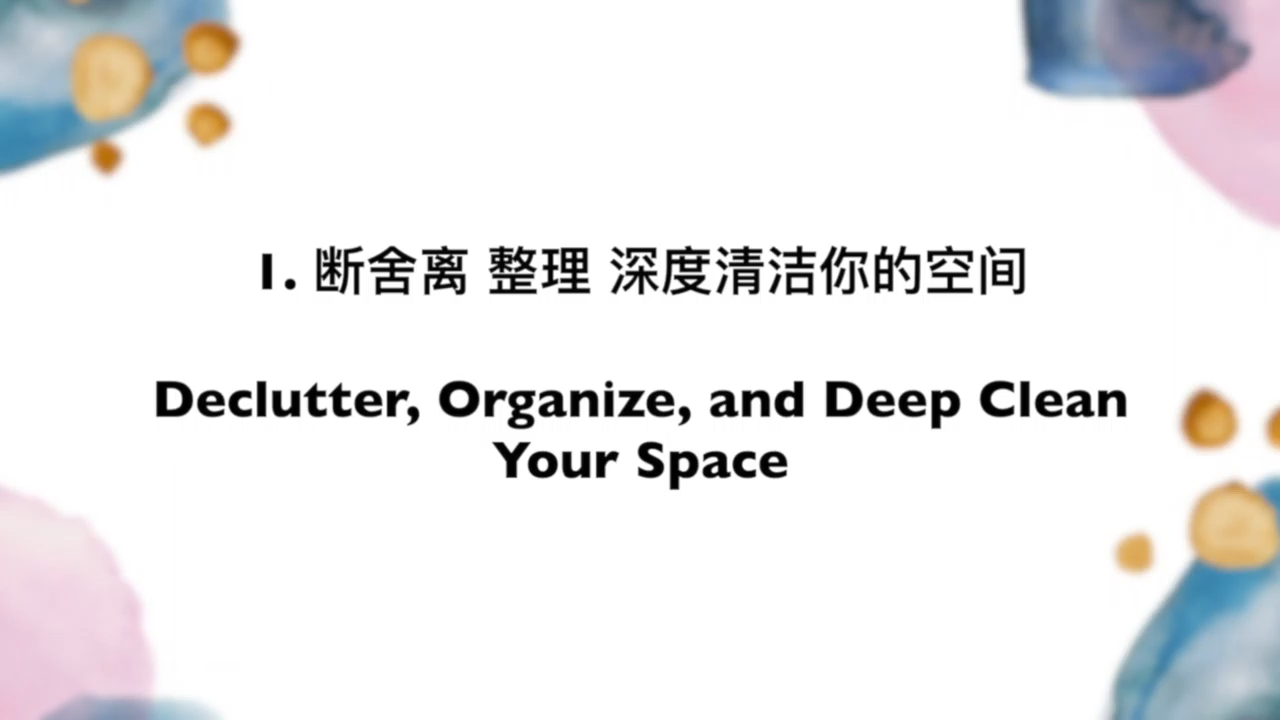 1. 断舍离 整理 深度清洁你的空间
Declutter, Organize, and Deep Clean
Your Space